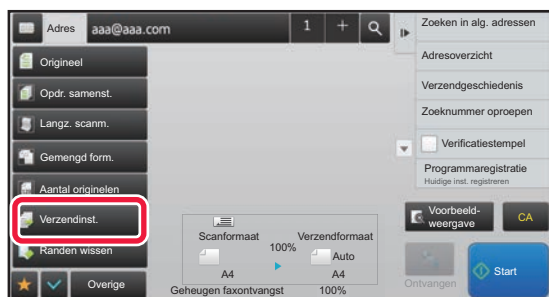 Adres aaa@aaa.com 1 +
Origineel
Opdr. samenst.
Langz. scanm.
Gemengd form.
Aantal originelen
Verzendinst.
Randen wissen
Overige
Scanformaat
100%
Verzendformaat
Auto
A4
A4
Geheugen faxontvangst 100%
Zoeken in alg. adressen
Adresoverzicht
Verzendgeschiedenis
Zoeknummer oproepen
Verificatiestempel
Programmaregistratie
Huidige inst. registreren
Voorbeeld-
weergave
CA
Ontvangen
Start